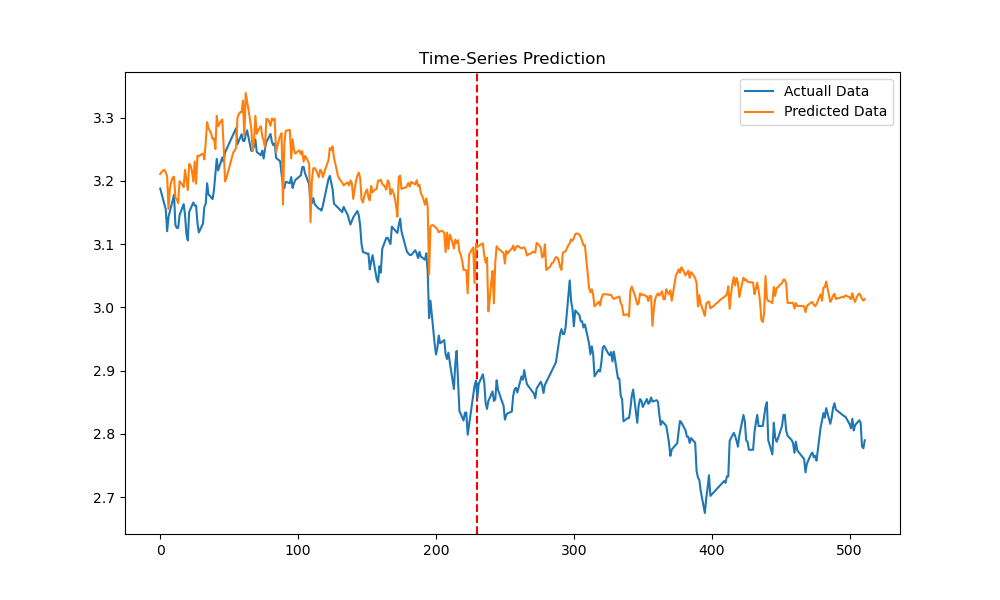 Time-Series Prediction
Actuall Data
Predicted Data
3.3
3.2
3.1
3.0
2.9
2.8
2.7
0 100 200 300 400 500